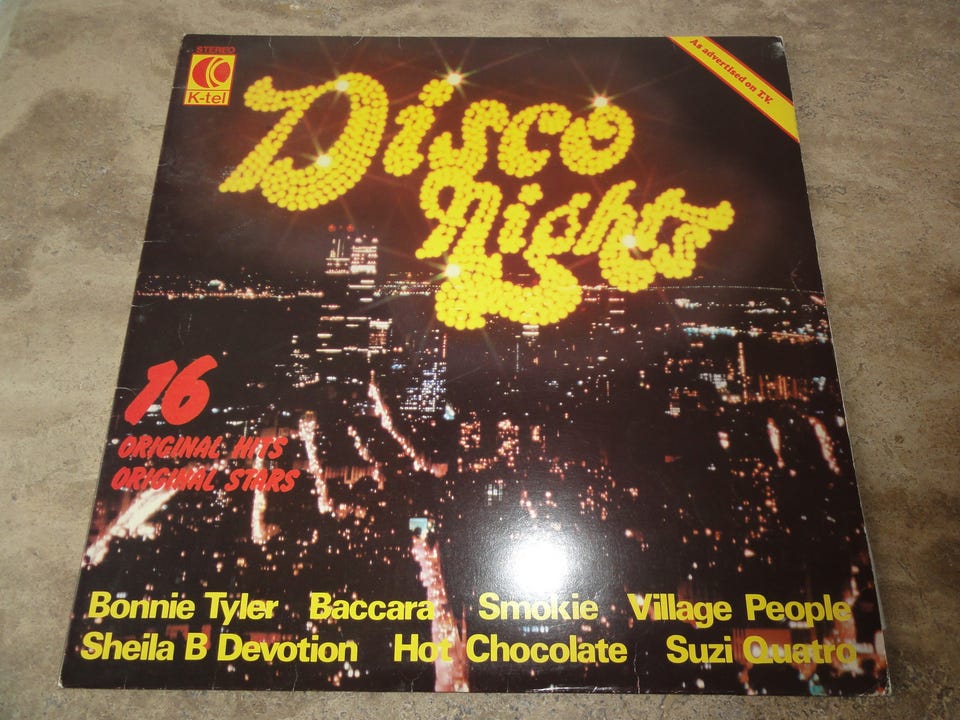 STEREO
K-tel
As advertised on T.V.
Disco
Nights
16
ORIGINAL HITS
ORIGINAL STARS
Bonnie Tyler Baccara Smokie Village People
Sheila B Devotion Hot Chocolate Suzi Quatro